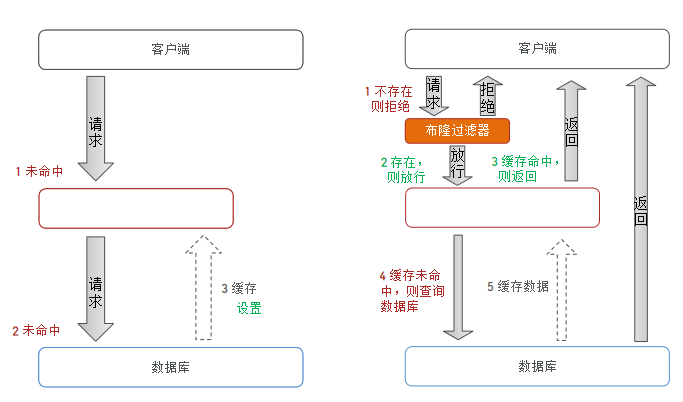 客户端
请求
1 未命中
请求
2 未命中
3 缓存
设置
数据库
客户端
1 不存在
则拒绝
请求
拒绝
布隆过滤器
2 存在，
则放行
放行
3 缓存命中，
则返回
返回
返回
4 缓存未命
中，则查询
数据库
5 缓存数据
数据库